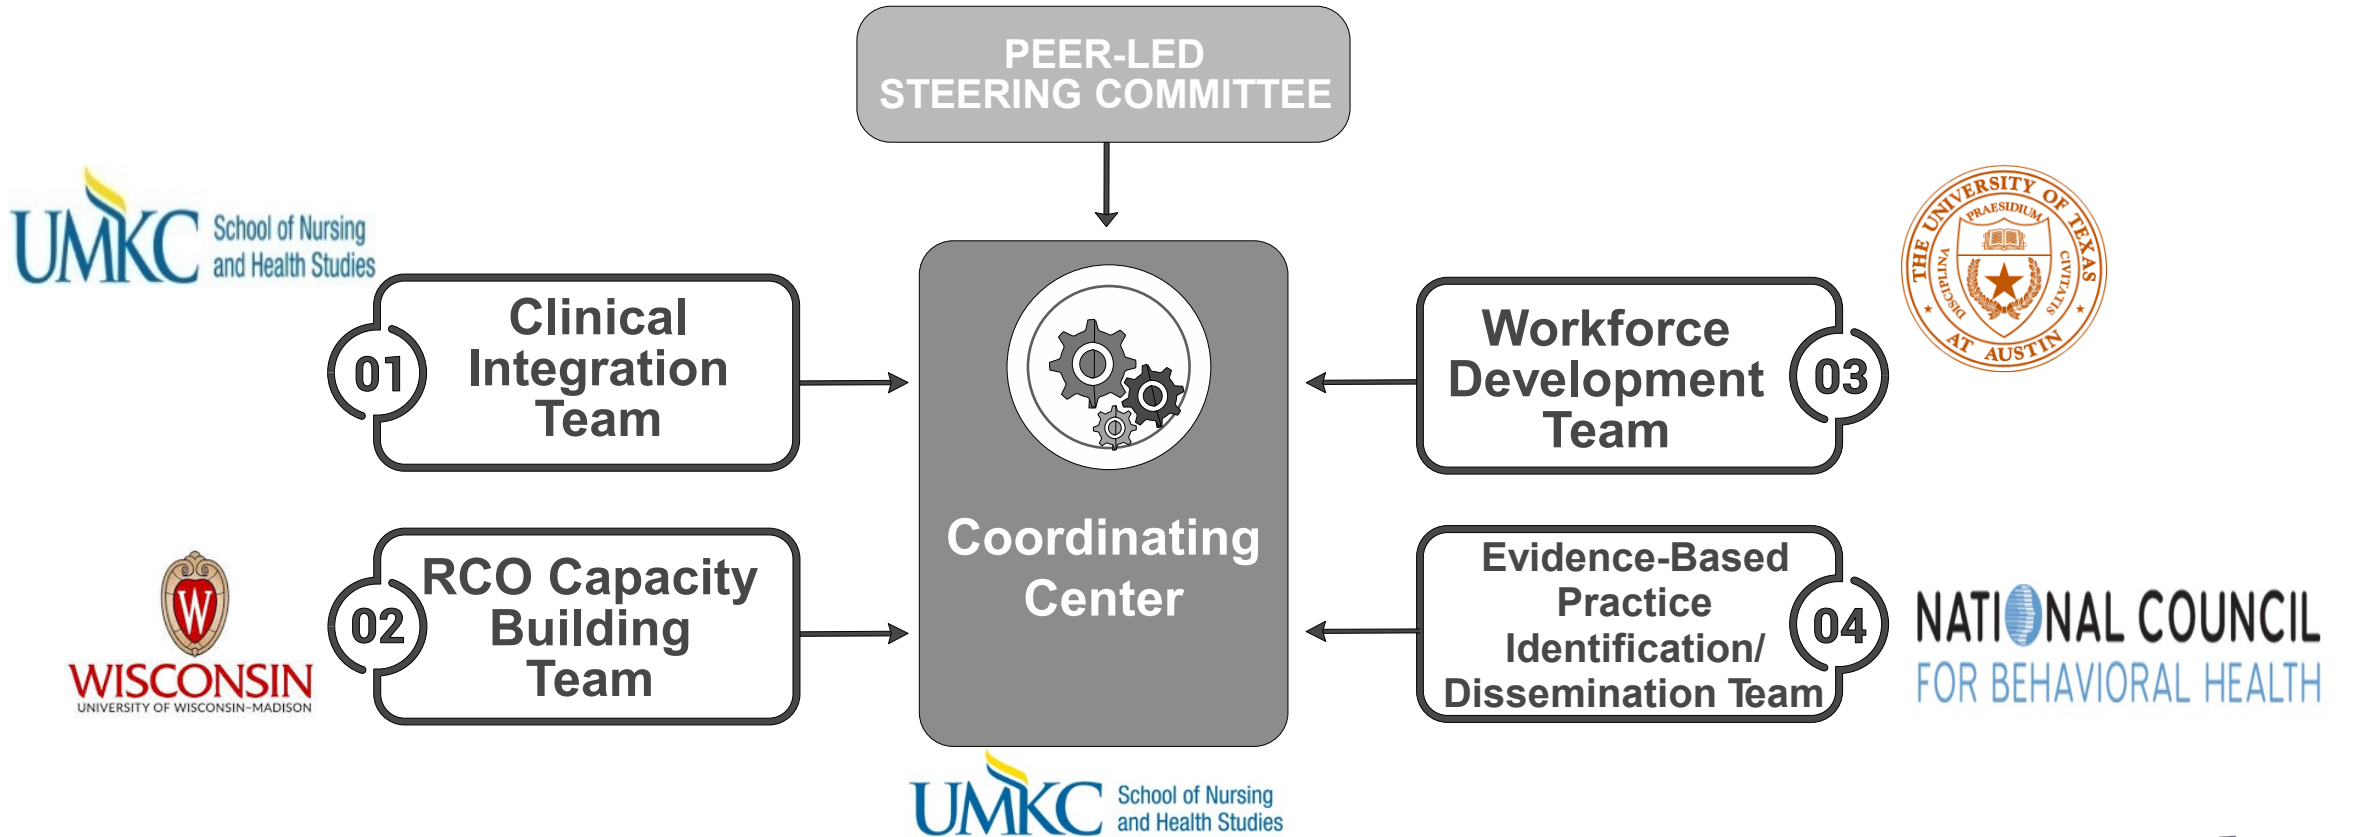 PEER-LED
STEERING COMMITTEE
UMKC
School of Nursing
and Health Studies
01
Clinical
Integration
Team
W
WISCONSIN
UNIVERSITY OF WISCONSIN–MADISON
02
RCO Capacity
Building
Team
Coordinating
Center
UMKC
School of Nursing
and Health Studies
Workforce
Development
Team
03
THE UNIVERSITY OF TEXAS
AT AUSTIN
PRAESIDIUM
DISCIPLINA
CIVITATIS
Evidence-Based
Practice
Identification/
Dissemination Team
04
NATIONAL COUNCIL
FOR BEHAVIORAL HEALTH